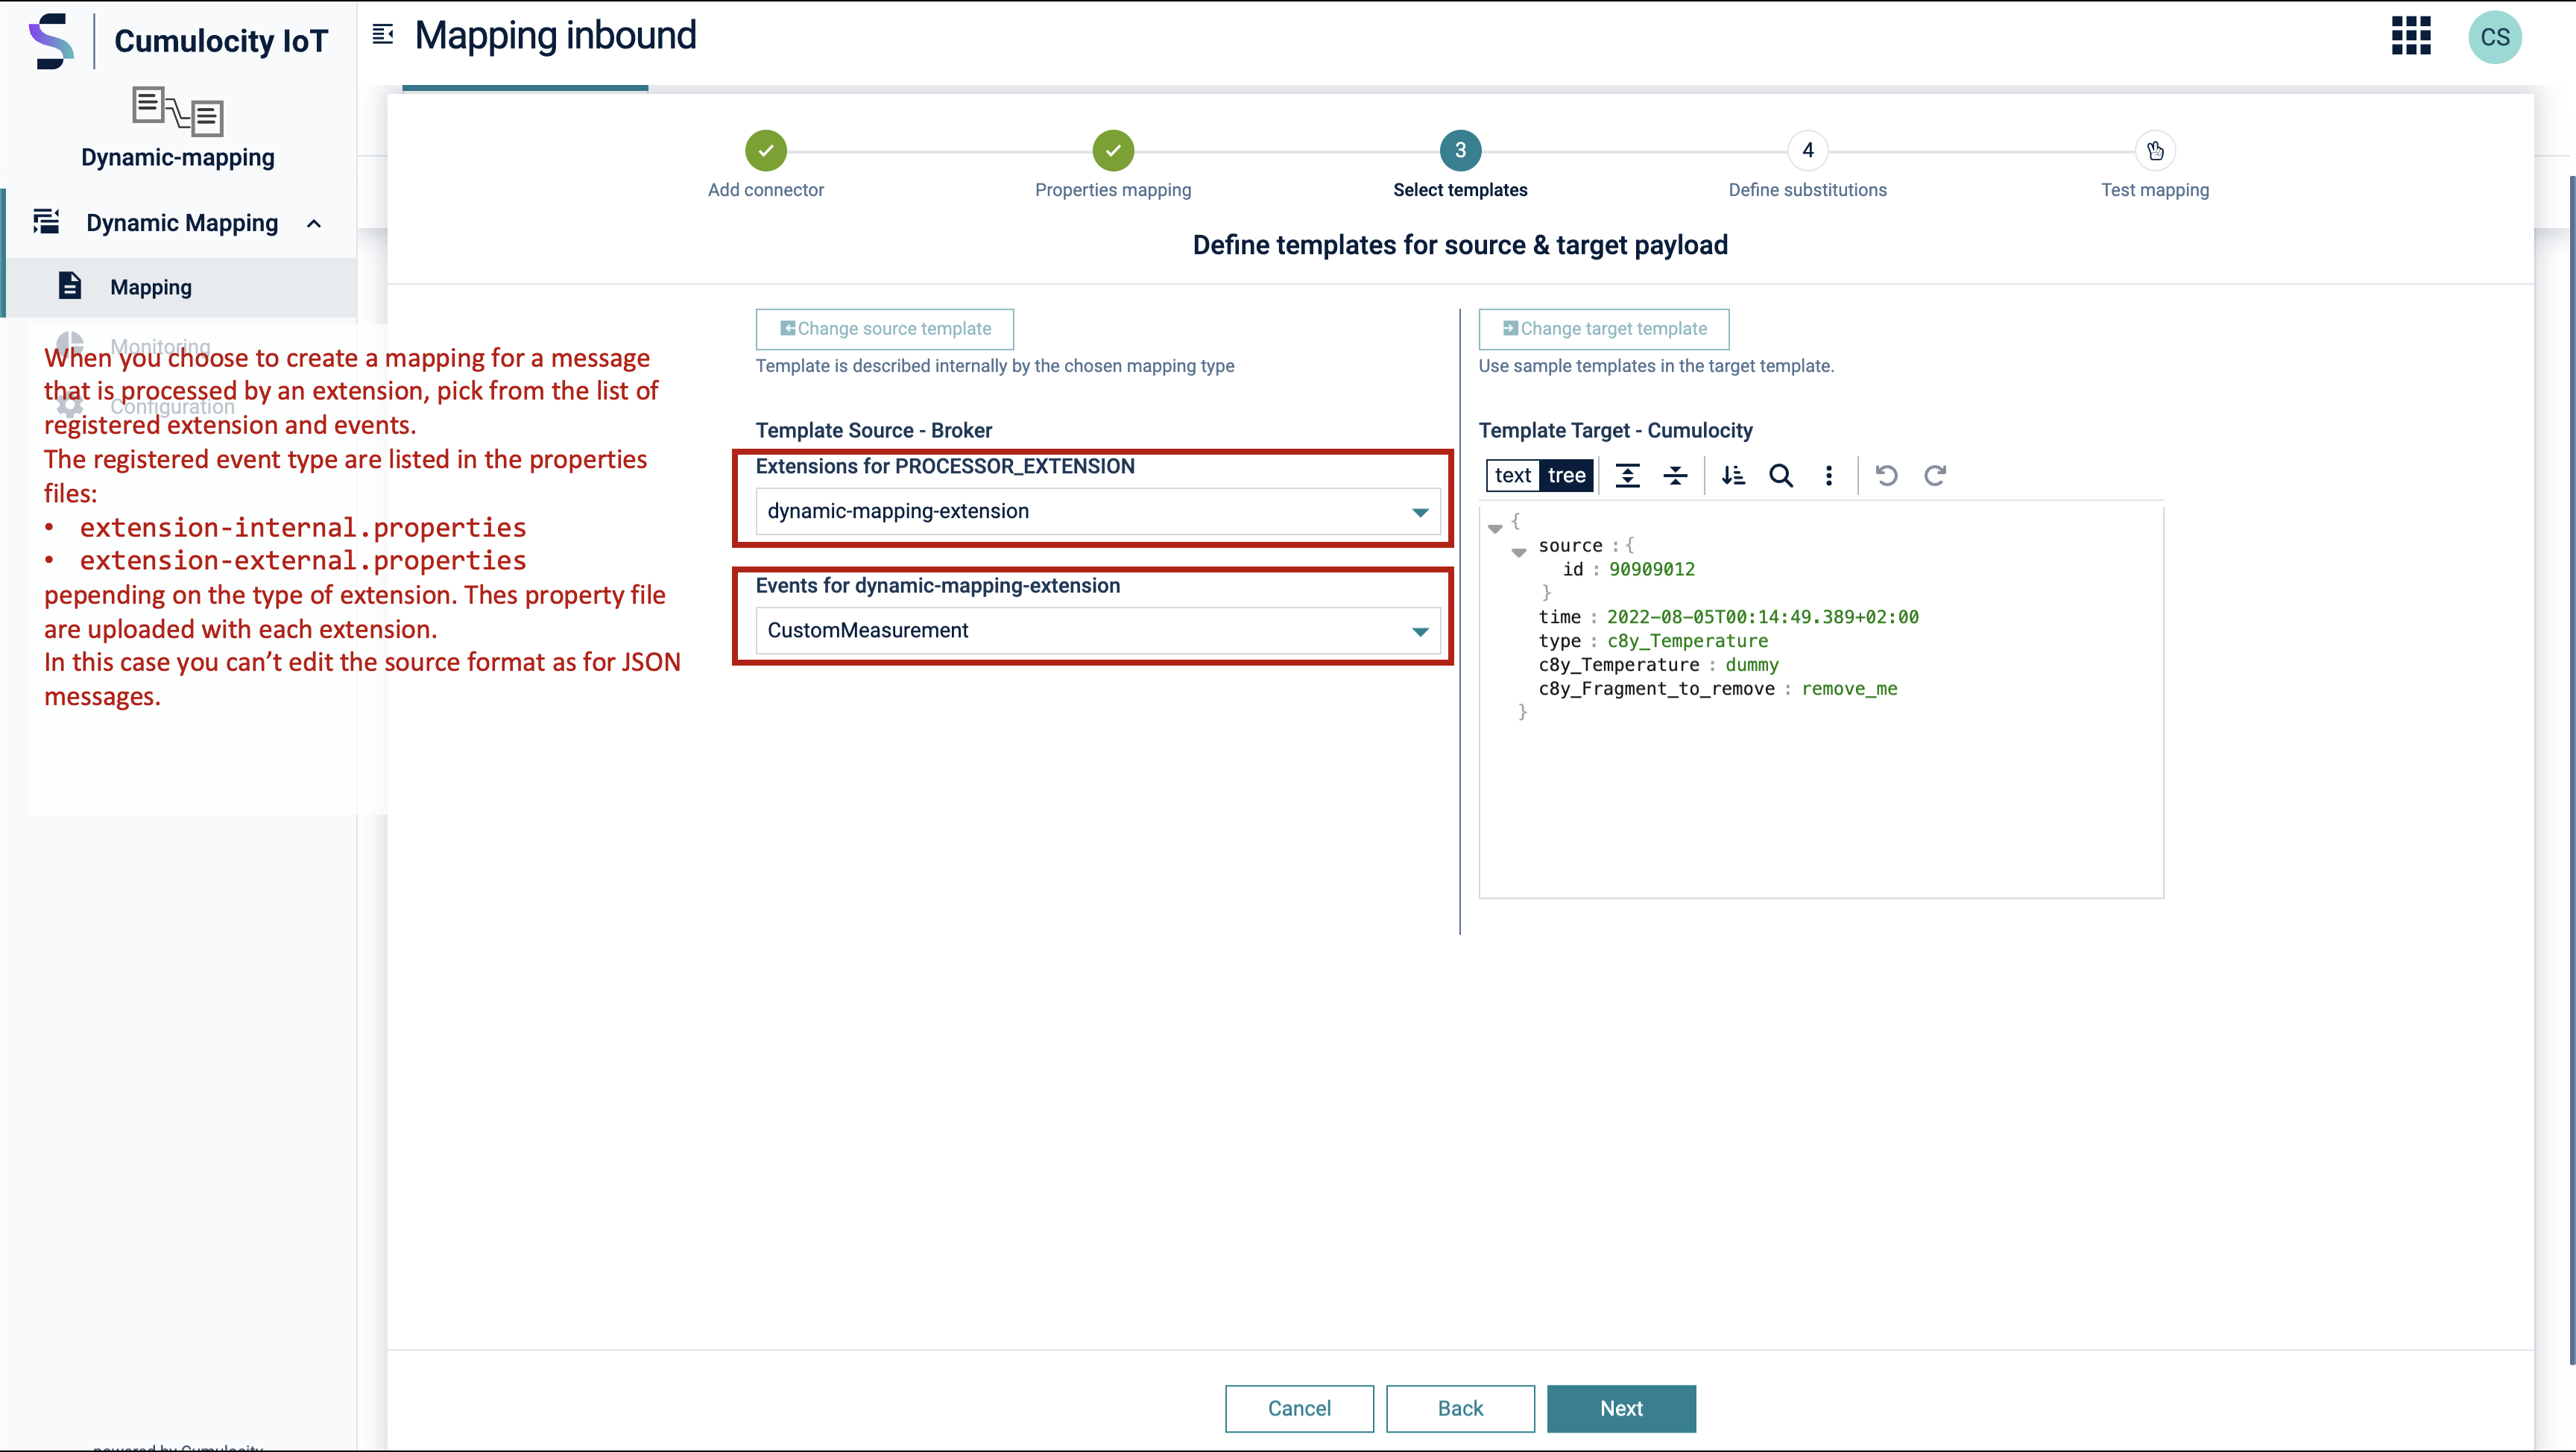 Cumulocity IoT
Mapping inbound
CS
Dynamic-mapping
Dynamic Mapping
Mapping
Monitoring
Configuration
When you choose to create a mapping for a message
that is processed by an extension, pick from the list of
registered extension and events.
The registered event type are listed in the properties
files:
• extension-internal.properties
• extension-external.properties
pepending on the type of extension. Thes property file
are uploaded with each extension.
In this case you can’t edit the source format as for JSON
messages.
powered by Cumulocity
Add connector
Properties mapping
3
Select templates
4
Define substitutions
Test mapping
Define templates for source & target payload
Change source template
Template is described internally by the chosen mapping type
Template Source - Broker
Extensions for PROCESSOR_EXTENSION
dynamic-mapping-extension
Events for dynamic-mapping-extension
CustomMeasurement
Change target template
Use sample templates in the target template.
Template Target - Cumulocity
text tree
{
source : {
id : 90909012
}
time : 2022-08-05T00:14:49.389+02:00
type : c8y_Temperature
c8y_Temperature : dummy
c8y_Fragment_to_remove : remove_me
}
Cancel
Back
Next